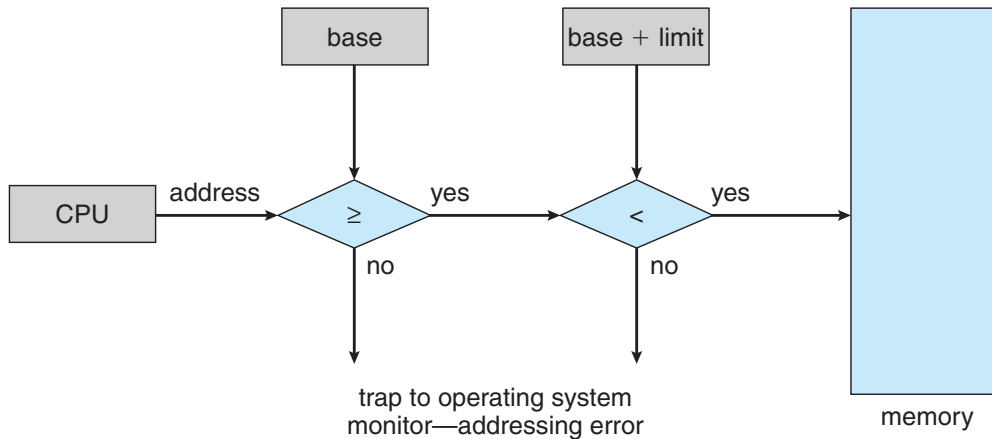 base
base + limit
CPU
address
≥
yes
<
yes
no
no
trap to operating system
monitor—addressing error
memory